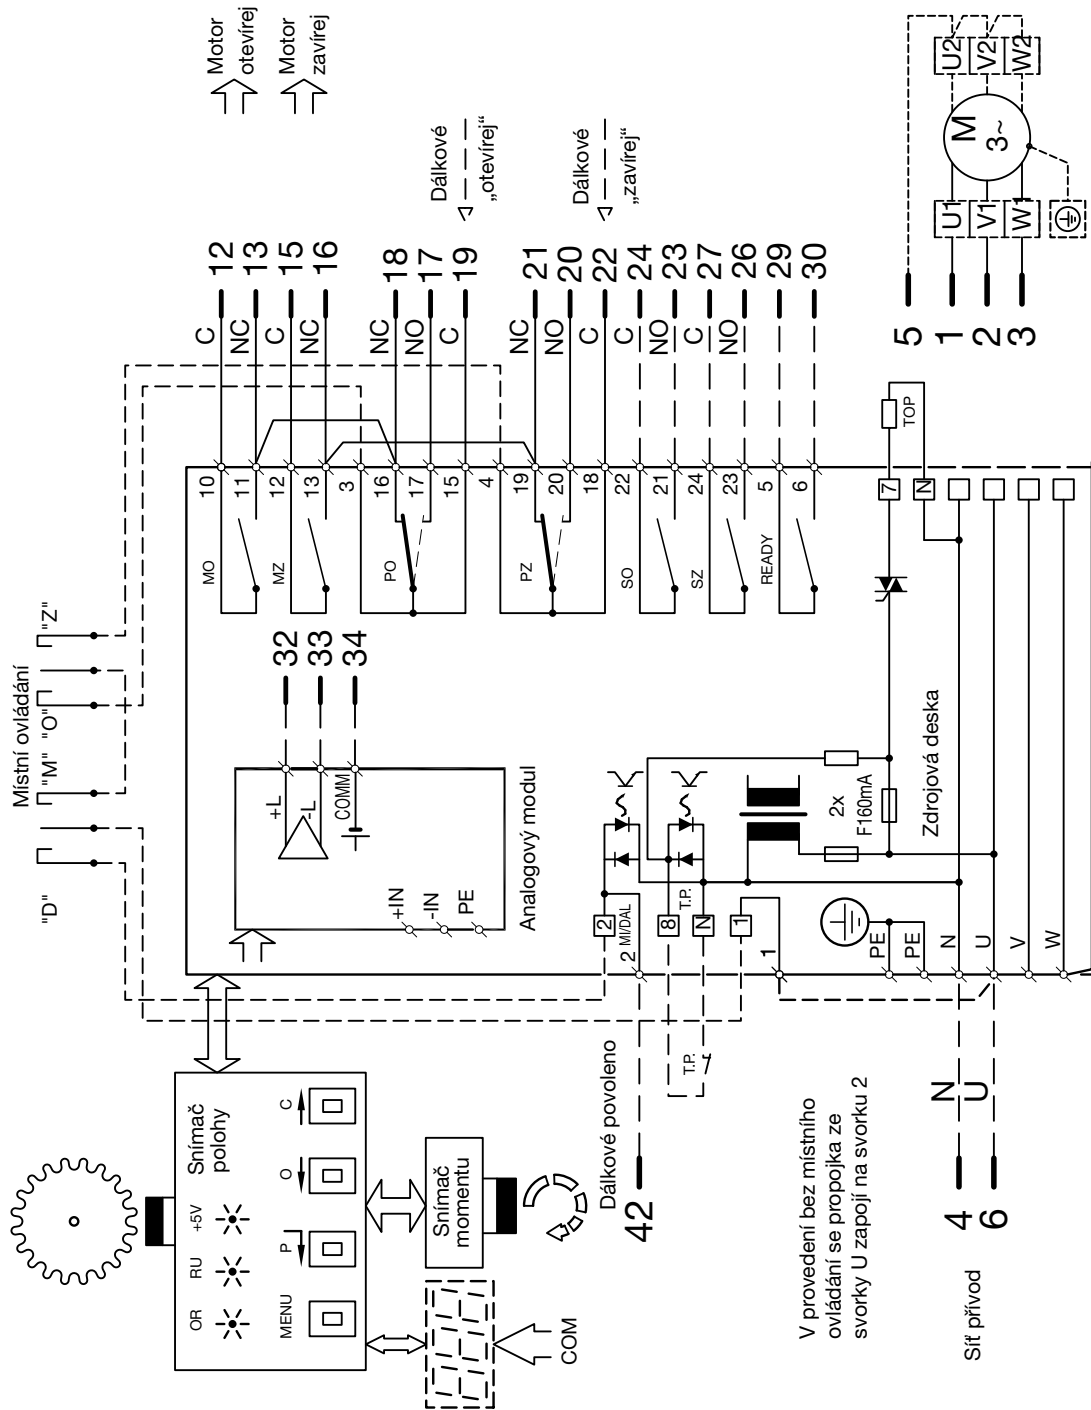 OR
RU
+5V
Snímač
polohy
MENU
P
O
C
Snímač
momentu
COM
"D"
"M"
"O"
"Z"
Místní ovládání
Analogový modul
+IN
-IN
PE
+L
-L
COMM
32
33
34
Motor
otevírej
Motor
zavírej
MO
10
C
12
11
NC
13
MZ
12
C
15
13
NC
16
3
PO
16
NC
18
17
NO
17
15
C
19
Dálkové
„otevírej“
4
PZ
19
NC
21
20
NO
20
18
C
22
Dálkové
„zavírej“
SO
22
C
24
21
NO
23
SZ
24
C
27
23
NO
26
READY
5
29
6
30
Dálkové povoleno
42
2
2 MI/DAL
T.P.
8
T.P.
N
1
1
2x
F160mA
Zdrojová deska
7
TOP
N
PE
PE
N
U
V
W
V provedení bez místního
ovládání se propojka ze
svorky U zapojí na svorku 2
4
N
6
U
Síť přívod
5
1
2
3
U1
V1
W1
M
3~
U2
V2
W2